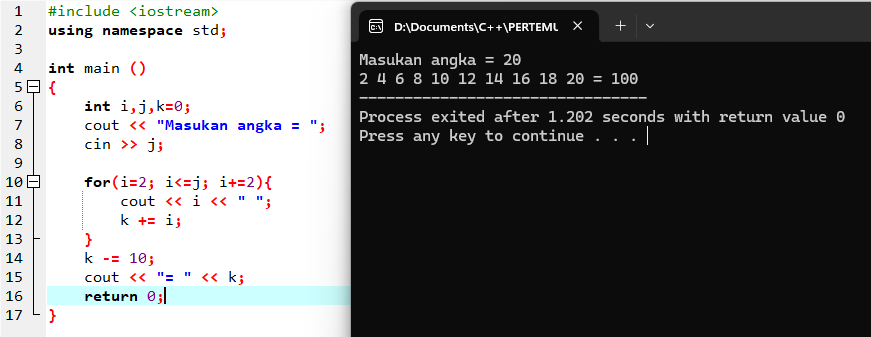 1 #include <iostream>
2 using namespace std;
3
4 int main ()
5 {
6 int i,j,k=0;
7 cout << "Masukan angka = ";
8 cin >> j;
9
10 for(i=2; i<=j; i+=2){
11 cout << i << " ";
12 k += i;
13 }
14 k -= 10;
15 cout << "= " << k;
16 return 0;
17 }
D:\Documents\C++\PERTEMU
Masukan angka = 20
2 4 6 8 10 12 14 16 18 20 = 100
--------------------------------
Process exited after 1.202 seconds with return value 0
Press any key to continue . . .